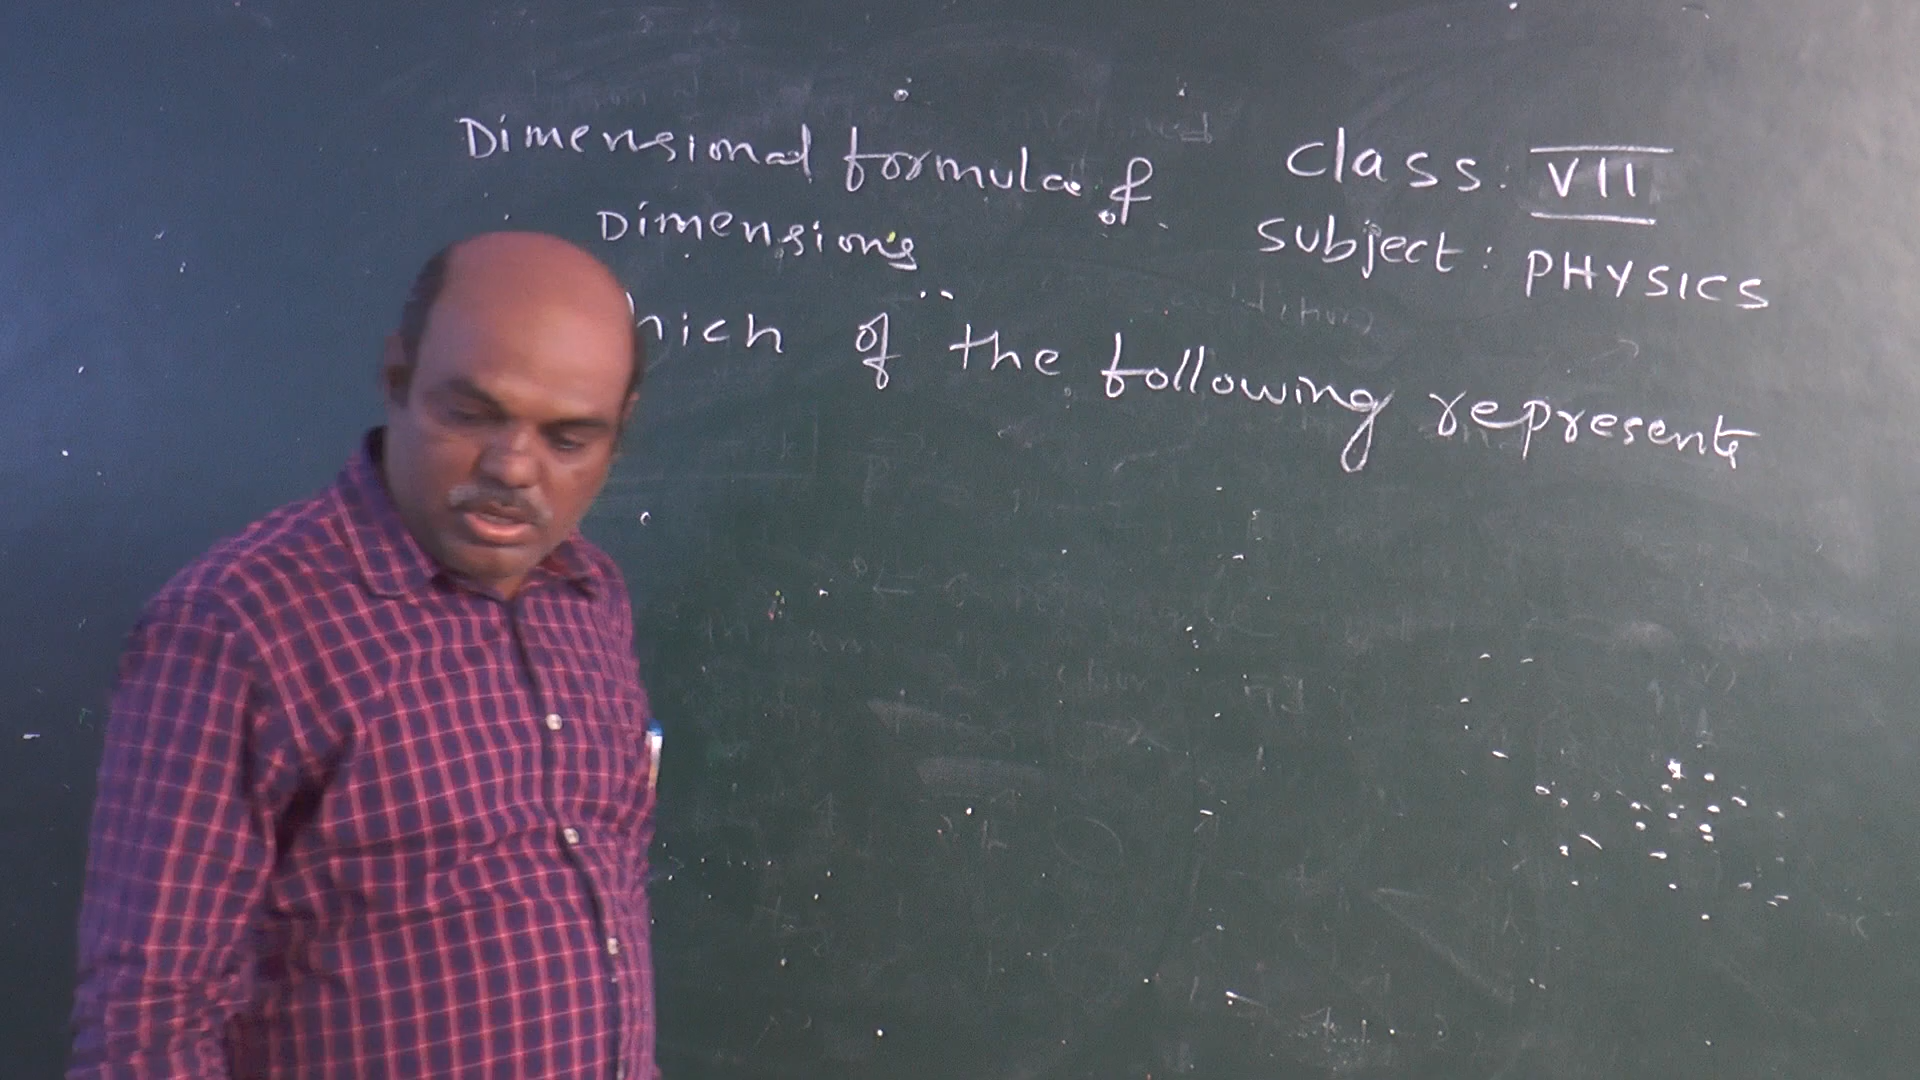 Dimensional formula of
Dimensions
Class: VII
Subject: PHYSICS
hich of the following represents